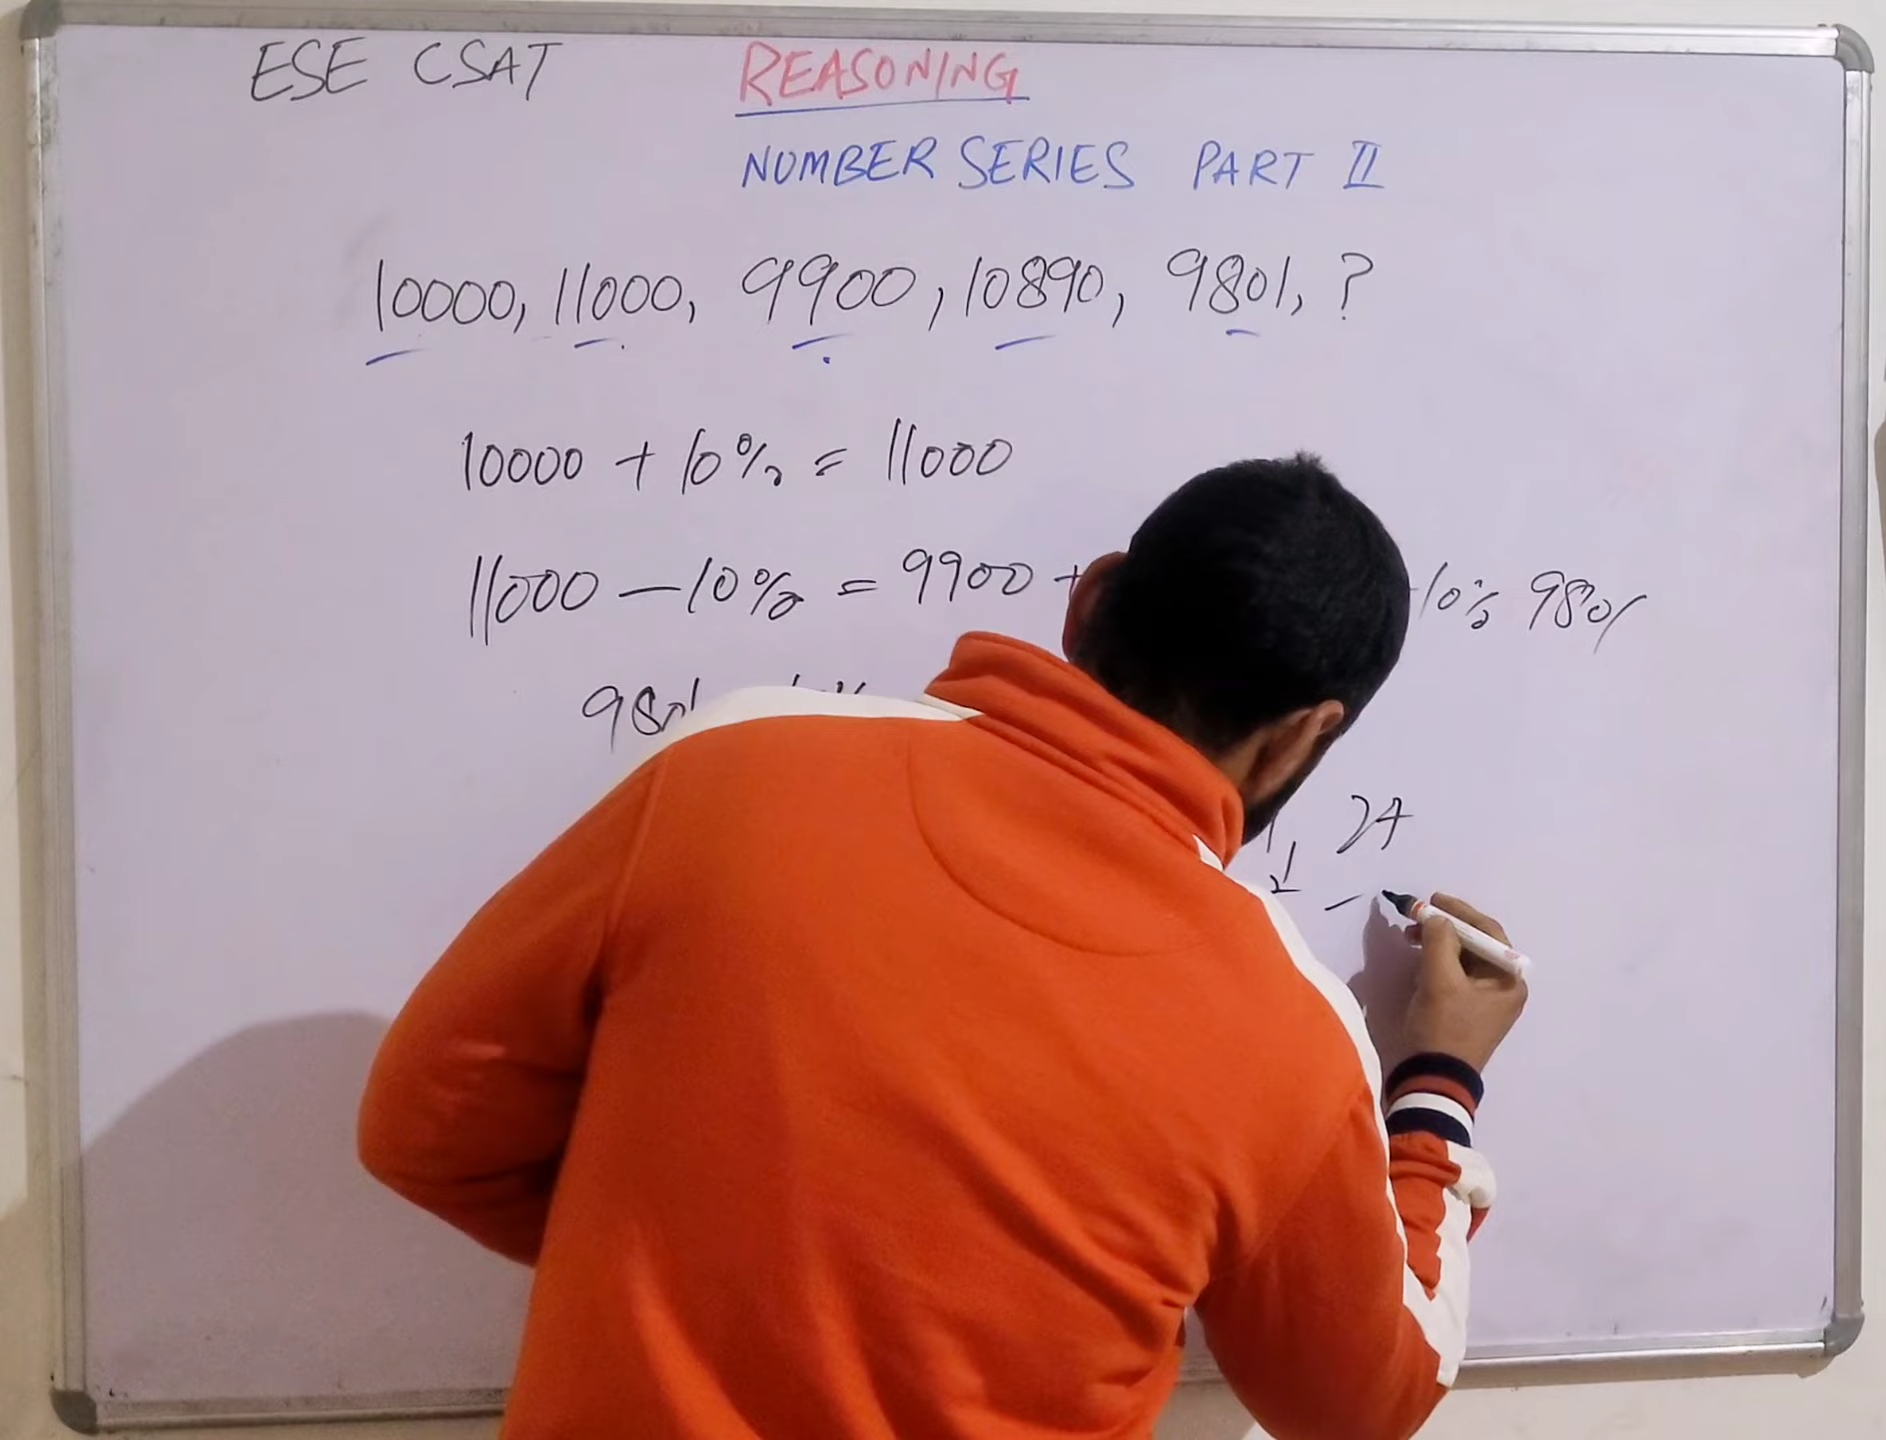 ESE CSAT REASONING
NUMBER SERIES PART II
10000, 11000, 9900, 10890, 9801, ?
10000 + 10% = 11000
11000 - 10% = 9900 + 10% 9801
9801
24